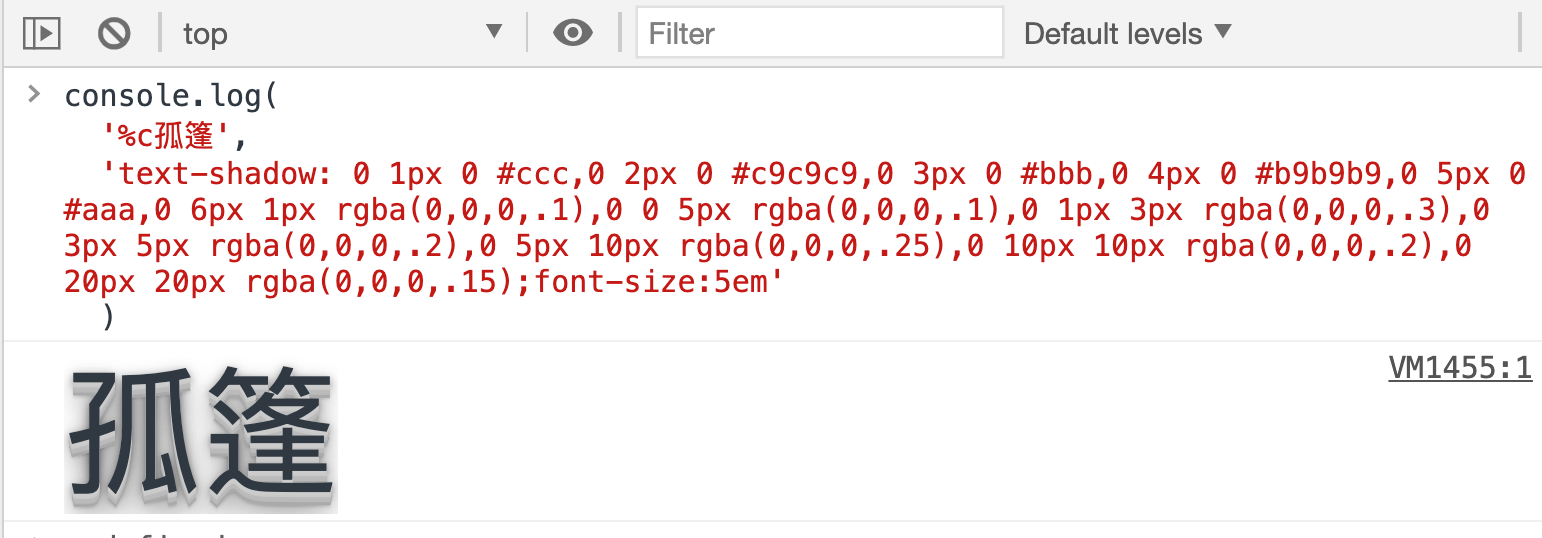 top Filter Default levels
console.log(
'%c孤篷',
'text-shadow: 0 1px 0 #ccc,0 2px 0 #c9c9c9,0 3px 0 #bbb,0 4px 0 #b9b9b9,0 5px 0
#aaa,0 6px 1px rgba(0,0,0,.1),0 0 5px rgba(0,0,0,.1),0 1px 3px rgba(0,0,0,.3),0
3px 5px rgba(0,0,0,.2),0 5px 10px rgba(0,0,0,.25),0 10px 10px rgba(0,0,0,.2),0
20px 20px rgba(0,0,0,.15);font-size:5em'
)
VM1455:1
孤篷